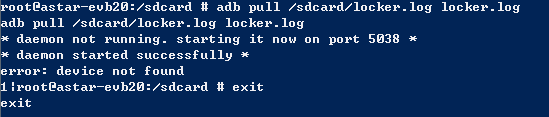 root@astar-evb20:/sdcard # adb pull /sdcard/locker.log locker.log
adb pull /sdcard/locker.log locker.log
* daemon not running. starting it now on port 5038 *
* daemon started successfully *
error: device not found
1|root@astar-evb20:/sdcard # exit
exit